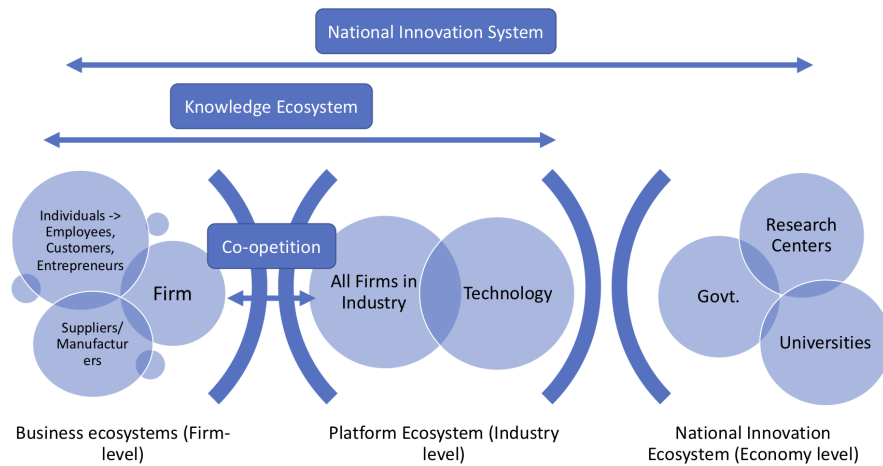 National Innovation System
Knowledge Ecosystem
Individuals ->
Employees,
Customers,
Entrepreneurs
Firm
Suppliers/
Manufactur
ers
Co-opetition
All Firms in
Industry
Technology
Research
Centers
Govt.
Universities
Business ecosystems (Firm-
level)
Platform Ecosystem (Industry
level)
National Innovation
Ecosystem (Economy level)